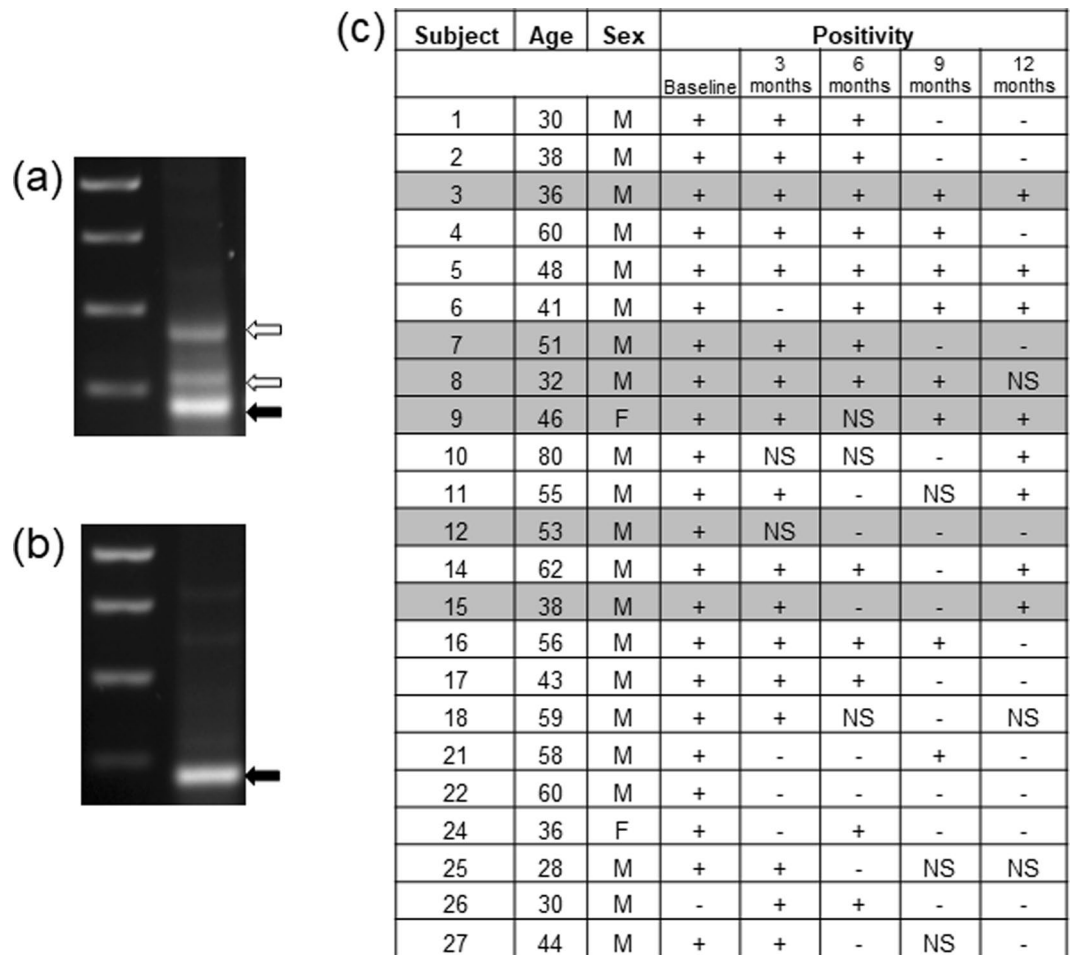 (a)
(b)
(c)
Subject Age Sex Positivity
Baseline 3 months 6 months 9 months 12 months
1 30 M + + + - -
2 38 M + + + - -
3 36 M + + + + +
4 60 M + + + + -
5 48 M + + + + +
6 41 M + - + + +
7 51 M + + + - -
8 32 M + + + + NS
9 46 F + + NS + +
10 80 M + NS NS - +
11 55 M + + - NS +
12 53 M + NS - - -
14 62 M + + + - +
15 38 M + + - - +
16 56 M + + + + -
17 43 M + + + - -
18 59 M + + NS - NS
21 58 M + - - + -
22 60 M + - - - -
24 36 F + - + - -
25 28 M + + - NS NS
26 30 M - + + - -
27 44 M + + - NS -